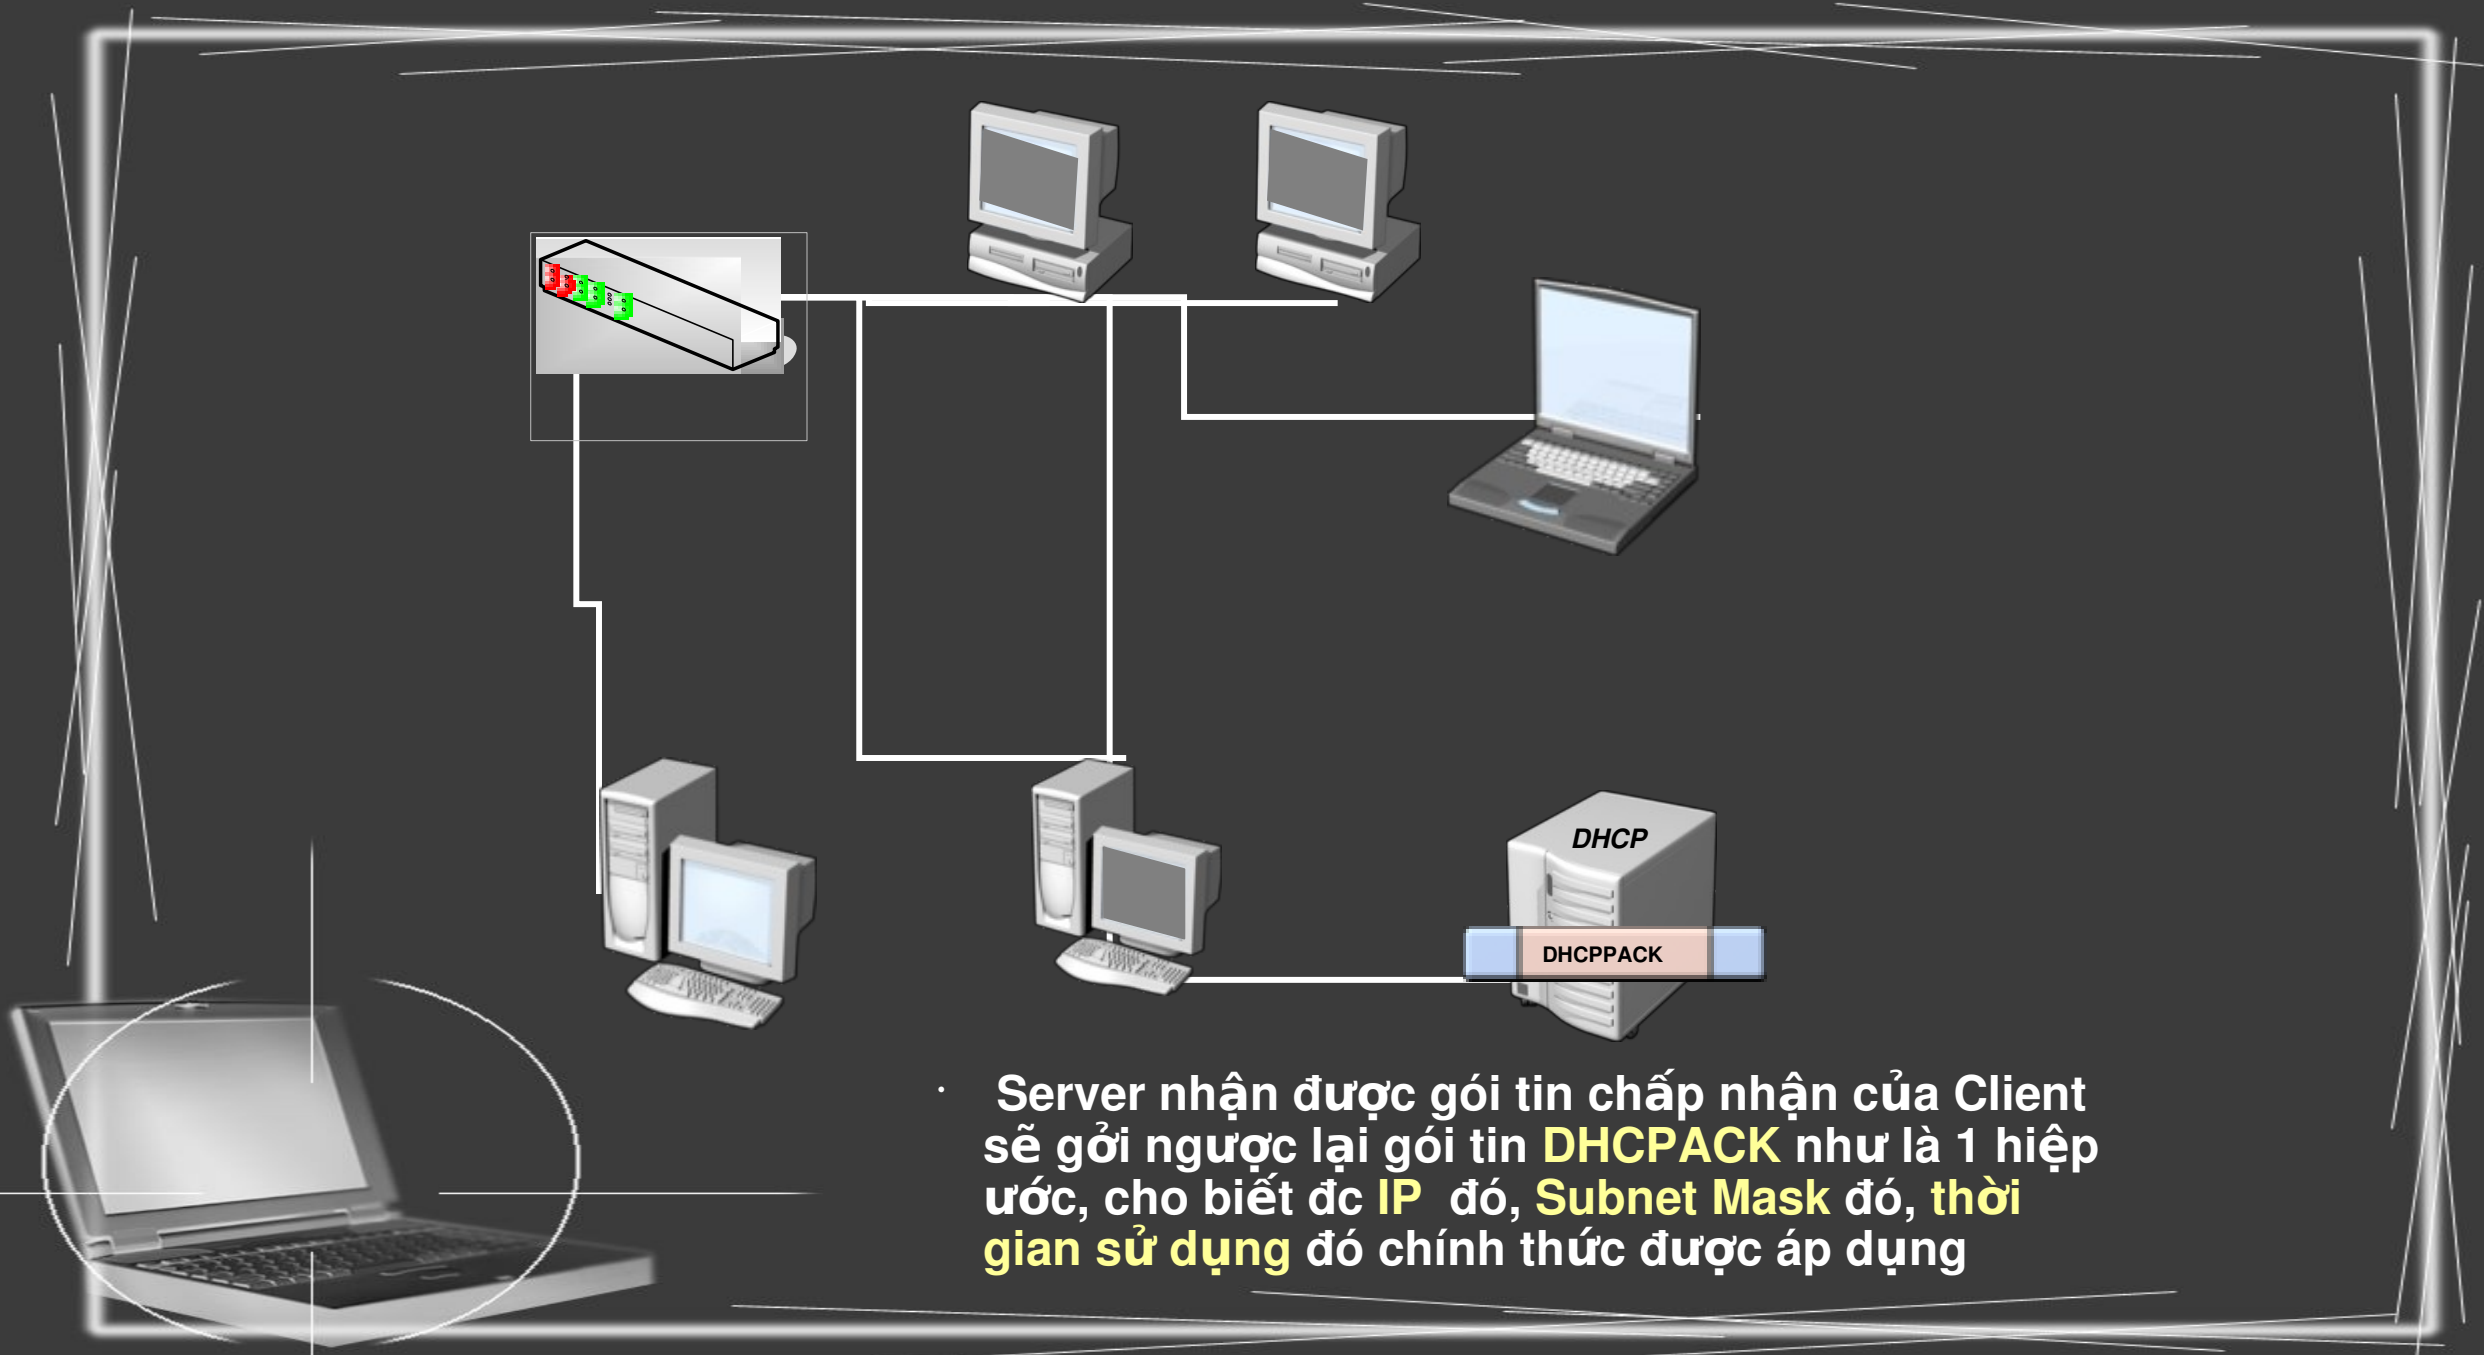 DHCP
DHCPPACK
· Server nhận được gói tin chấp nhận của Client
sẽ gởi ngược lại gói tin DHCPACK như là 1 hiệp
ước, cho biết đc IP đó, Subnet Mask đó, thời
gian sử dụng đó chính thức được áp dụng